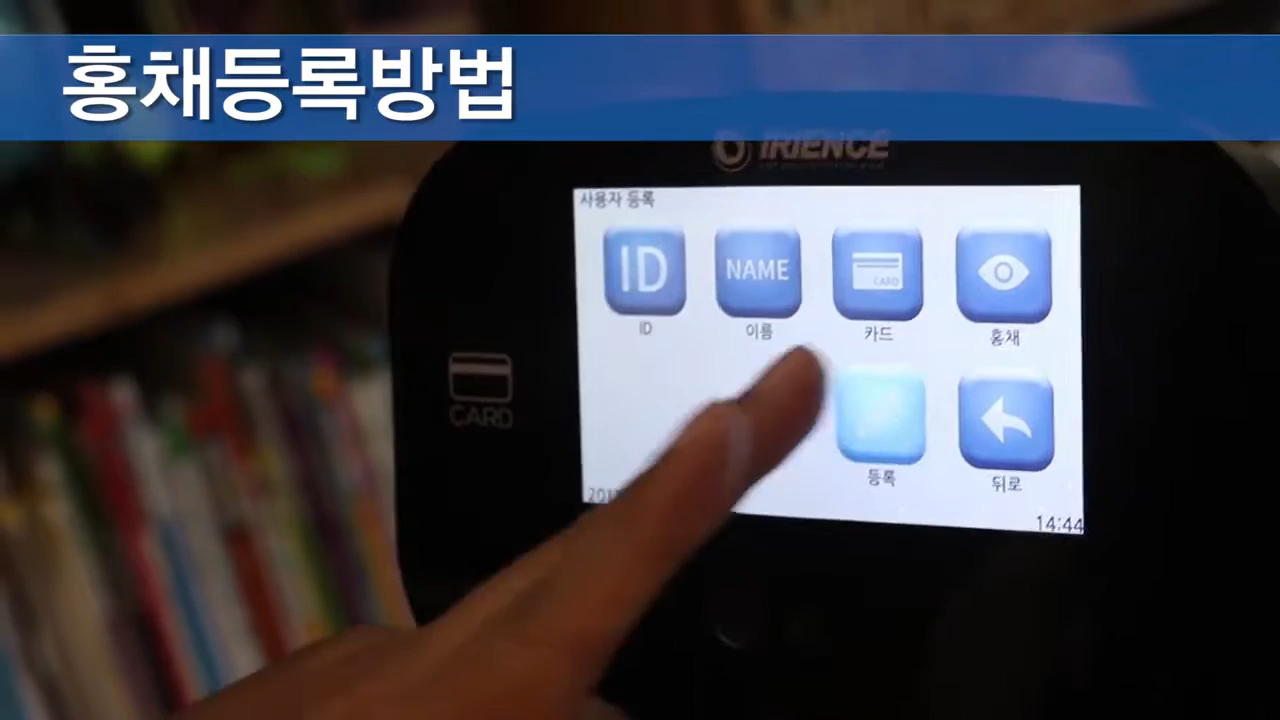 홍채등록방법
IRIENCE
사용자 등록
ID
NAME
CARD
ID
이름
카드
홍채
CARD
등록
뒤로
14:44